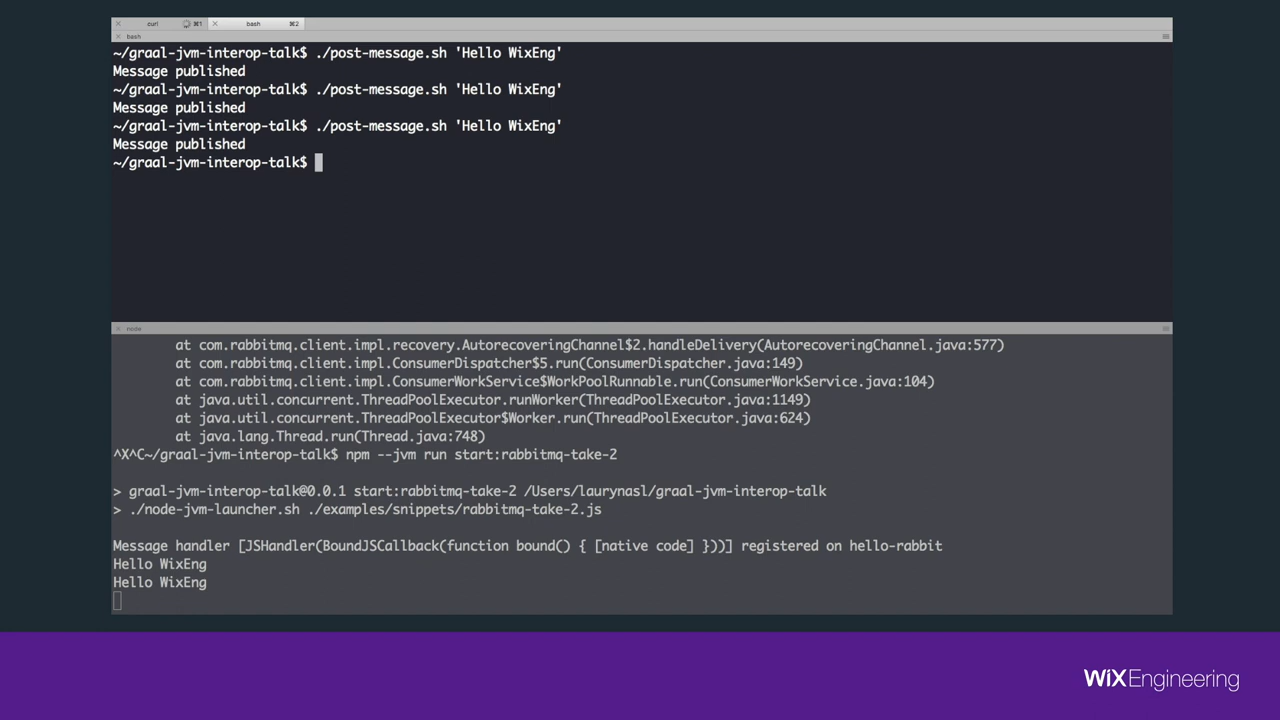 curl ⌘1 bash ⌘2
bash
~/graal-jvm-interop-talk$ ./post-message.sh 'Hello WixEng'
Message published
~/graal-jvm-interop-talk$ ./post-message.sh 'Hello WixEng'
Message published
~/graal-jvm-interop-talk$ ./post-message.sh 'Hello WixEng'
Message published
~/graal-jvm-interop-talk$
node
at com.rabbitmq.client.impl.recovery.AutorecoveringChannel$2.handleDelivery(AutorecoveringChannel.java:577)
at com.rabbitmq.client.impl.ConsumerDispatcher$5.run(ConsumerDispatcher.java:149)
at com.rabbitmq.client.impl.ConsumerWorkService$WorkPoolRunnable.run(ConsumerWorkService.java:104)
at java.util.concurrent.ThreadPoolExecutor.runWorker(ThreadPoolExecutor.java:1149)
at java.util.concurrent.ThreadPoolExecutor$Worker.run(ThreadPoolExecutor.java:624)
at java.lang.Thread.run(Thread.java:748)
^X^C~/graal-jvm-interop-talk$ npm --jvm run start:rabbitmq-take-2
> graal-jvm-interop-talk@0.0.1 start:rabbitmq-take-2 /Users/laurynasl/graal-jvm-interop-talk
> ./node-jvm-launcher.sh ./examples/snippets/rabbitmq-take-2.js
Message handler [JSHandler(BoundJSCallback(function bound() { [native code] }))] registered on hello-rabbit
Hello WixEng
Hello WixEng
WiXEngineering